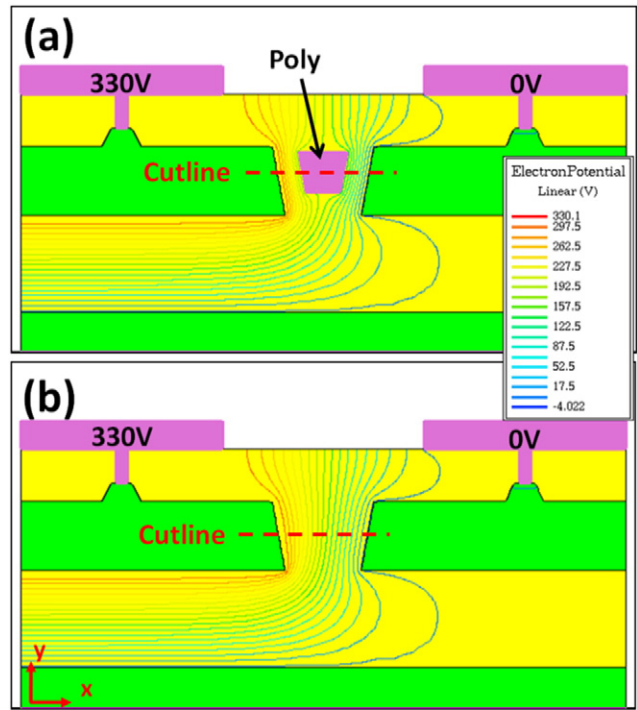 (a)
Poly
330V
0V
Cutline
ElectronPotential
Linear (V)
330.1
297.5
262.5
227.5
192.5
157.5
122.5
87.5
52.5
17.5
-4.022
(b)
330V
0V
Cutline
y
x